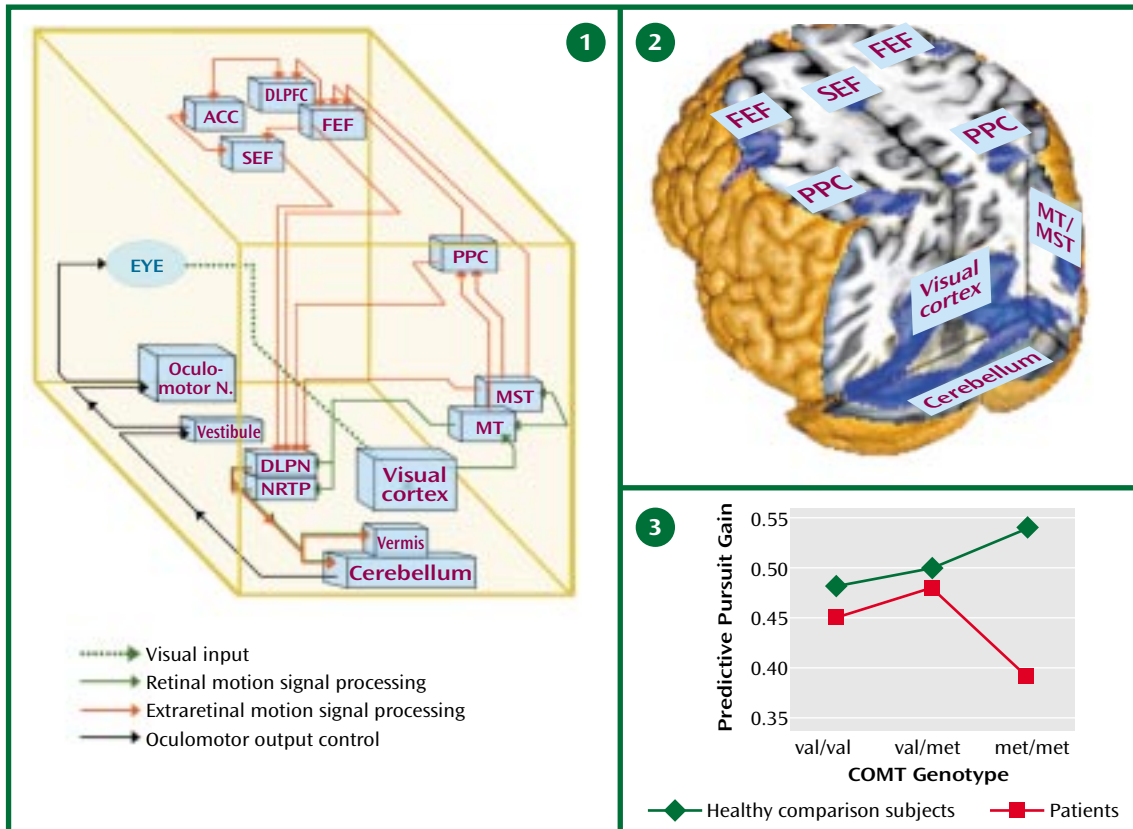 1
DLPFC
ACC
FEF
SEF
PPC
EYE
Oculo-
motor N.
MST
MT
Vestibule
DLPN
NRTP
Visual
cortex
Vermis
Cerebellum
Visual input
Retinal motion signal processing
Extraretinal motion signal processing
Oculomotor output control
2
FEF
SEF
FEF
PPC
PPC
MT/
MST
Visual
cortex
Cerebellum
3
Predictive Pursuit Gain
0.55
0.50
0.45
0.40
0.35
val/val val/met met/met
COMT Genotype
Healthy comparison subjects Patients